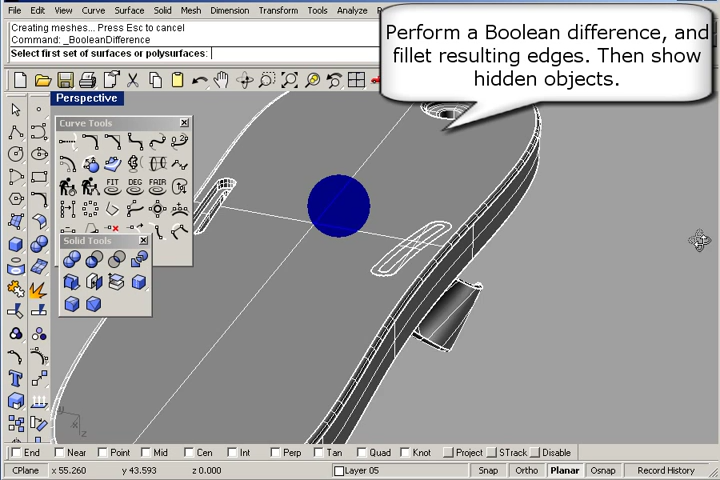 File Edit View Curve Surface Solid Mesh Dimension Transform Tools Analyze
Creating meshes... Press Esc to cancel
Command: _BooleanDifference
Select first set of surfaces or polysurfaces:
Perform a Boolean difference, and
fillet resulting edges. Then show
hidden objects.
Perspective
Curve Tools
FIT DEG FAIR
Solid Tools
T
y x z
End Near Point Mid Cen Int Perp Tan Quad Knot Project STrack Disable
CPlane x 55.260 y 43.593 z 0.000 Layer 05 Snap Ortho Planar Osnap Record History